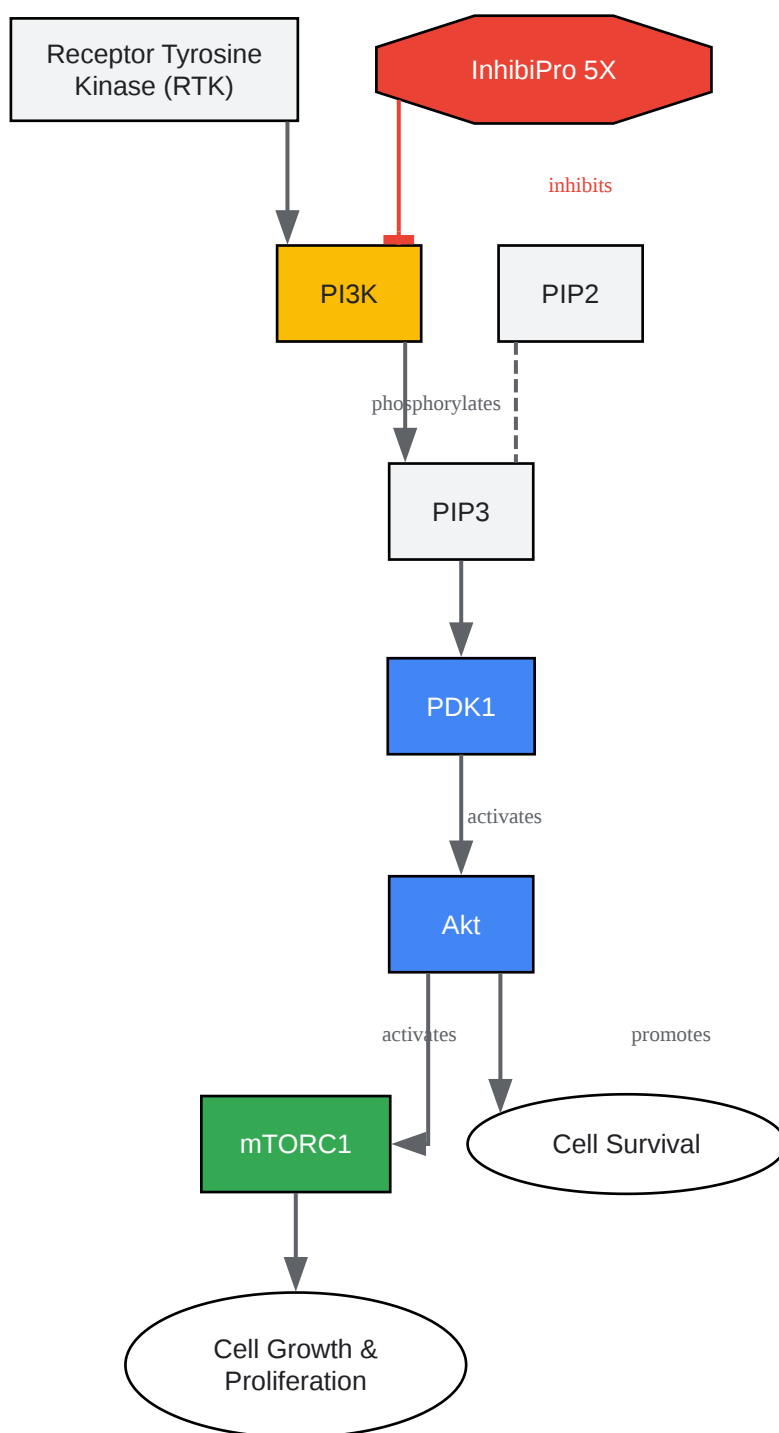 Receptor Tyrosine
Kinase (RTK)
InhibiPro 5X
inhibits
PI3K
PIP2
phosphorylates
PIP3
PDK1
activates
Akt
activates
promotes
mTORC1
Cell Survival
Cell Growth &
Proliferation